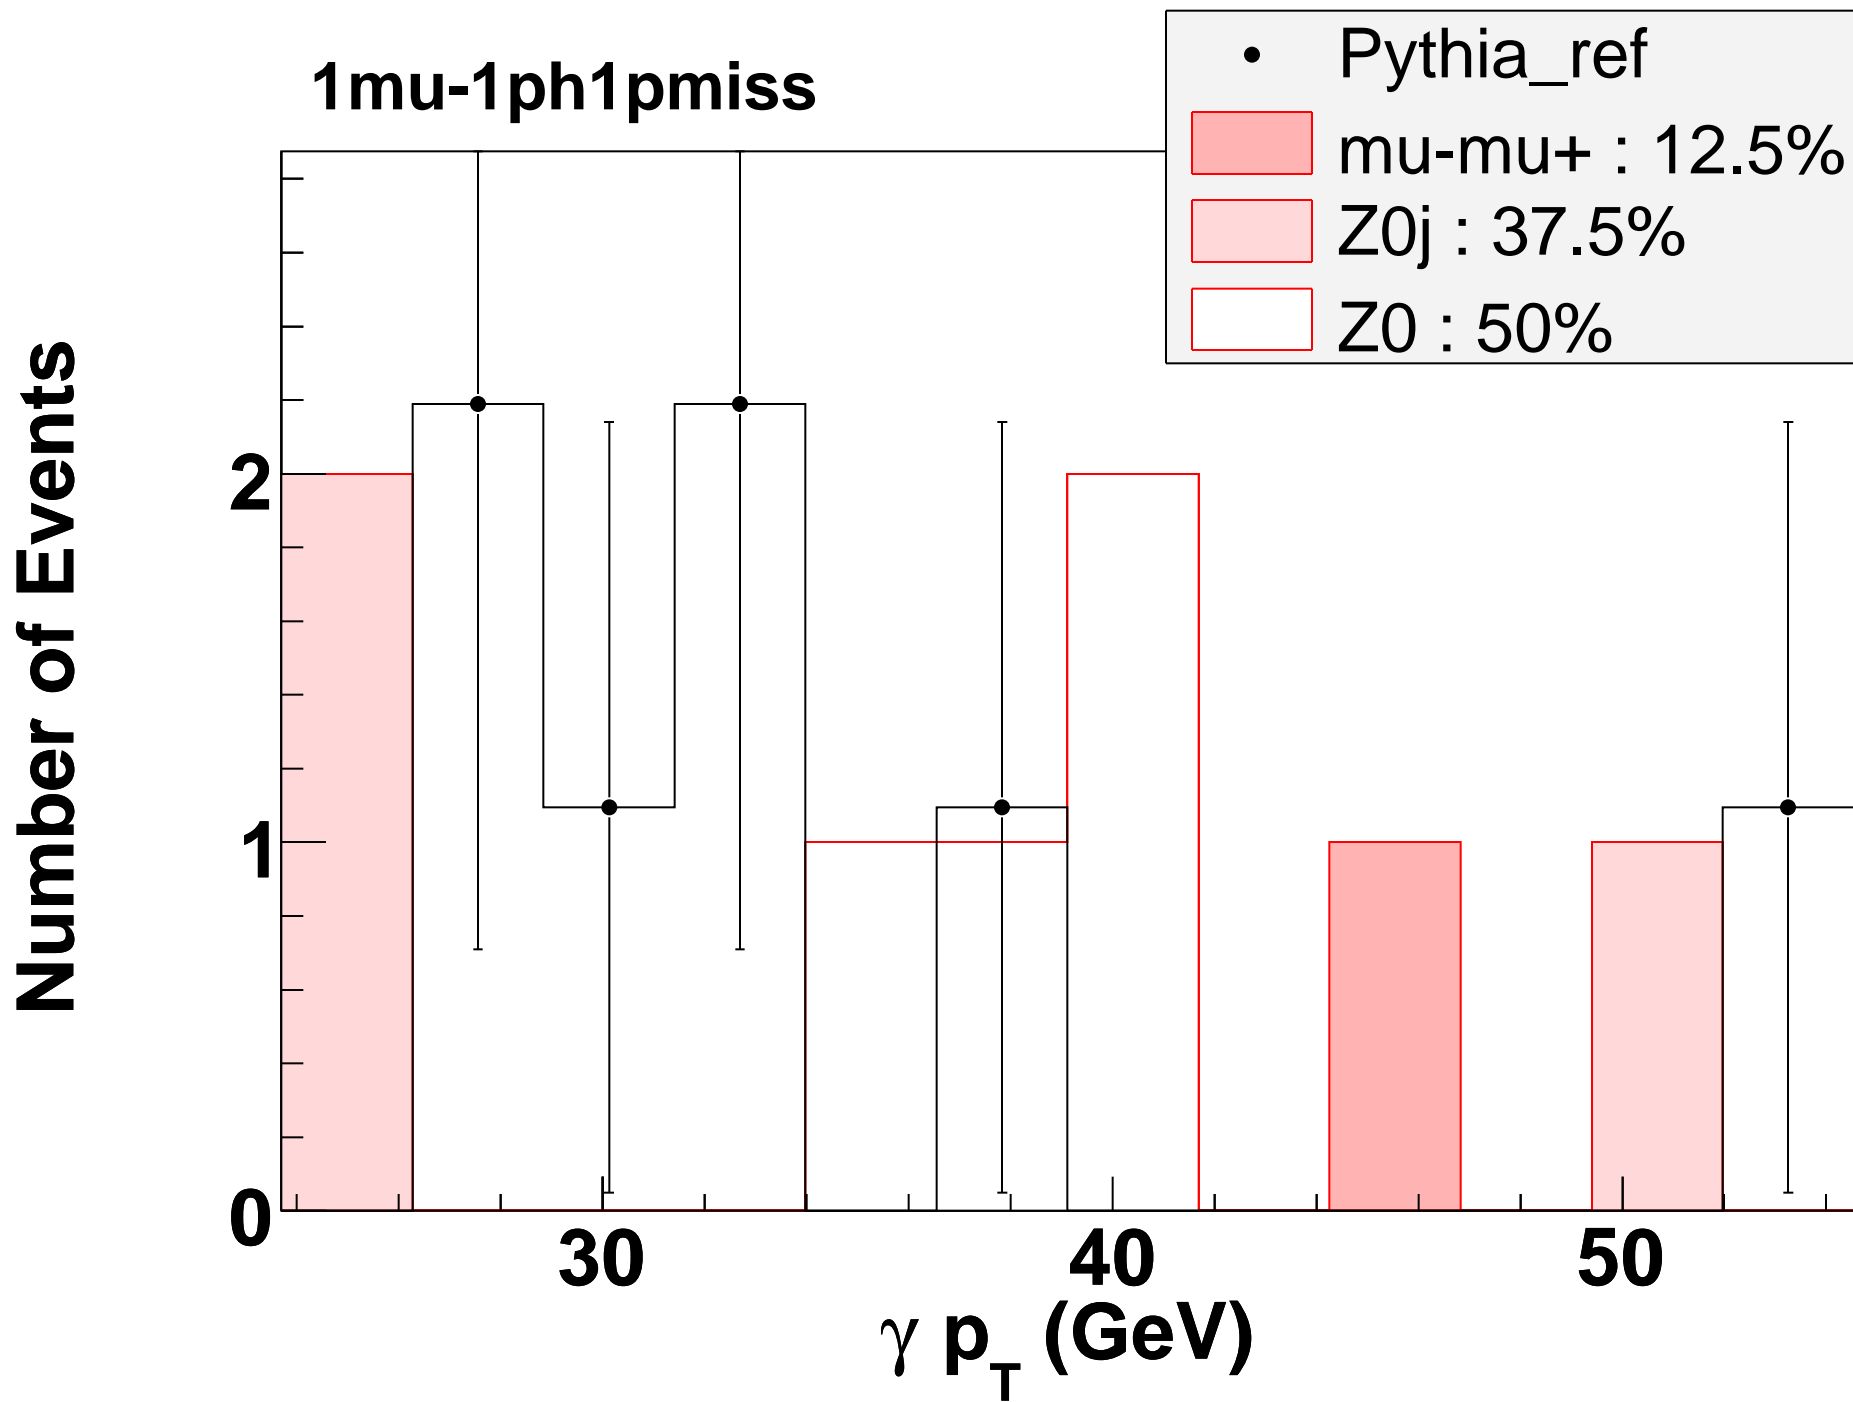 1mu-1ph1pmiss
Pythia_ref
mu-mu+ : 12.5%
Z0j : 37.5%
Z0 : 50%
Number of Events
2
1
0
30 40 50
γ p_T (GeV)